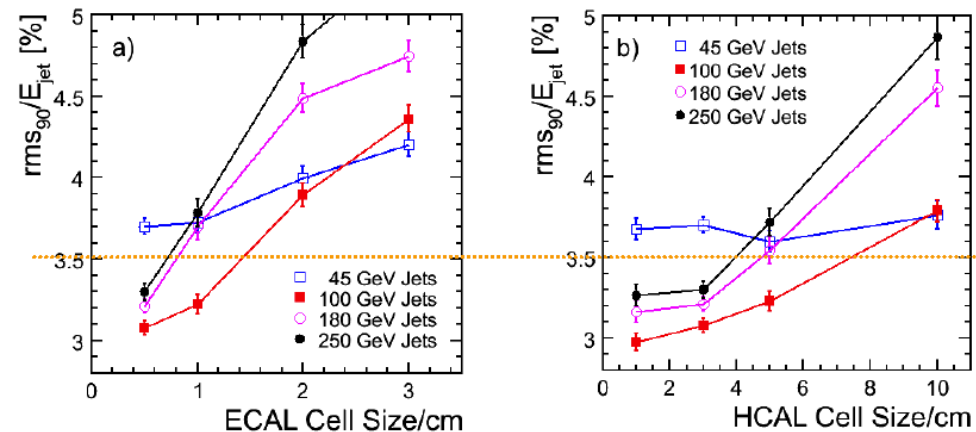 a)
rms90/Ejet [%]
5
4.5
4
3.5
3
0
1
2
3
ECAL Cell Size/cm
45 GeV Jets
100 GeV Jets
180 GeV Jets
250 GeV Jets
b)
rms90/Ejet [%]
5
4.5
4
3.5
3
0
2
4
6
8
10
HCAL Cell Size/cm
45 GeV Jets
100 GeV Jets
180 GeV Jets
250 GeV Jets